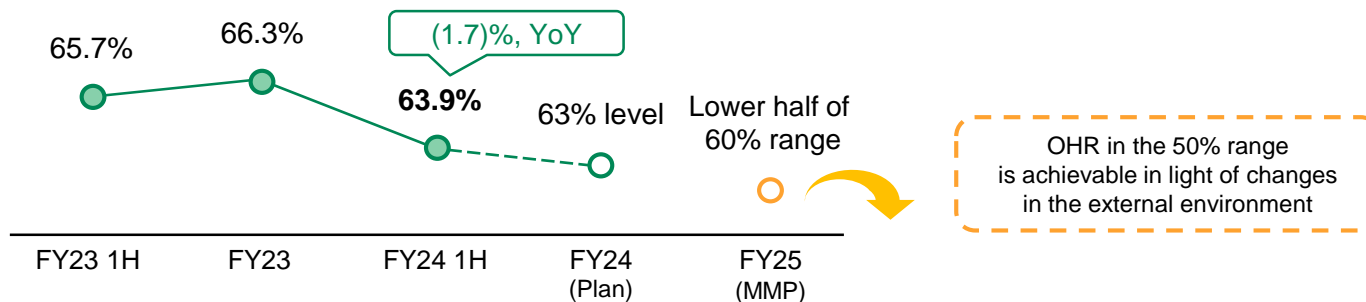 65.7%
66.3%
(1.7)%, YoY
63.9%
63% level
Lower half of
60% range
OHR in the 50% range
is achievable in light of changes
in the external environment
FY23 1H
FY23
FY24 1H
FY24
(Plan)
FY25
(MMP)